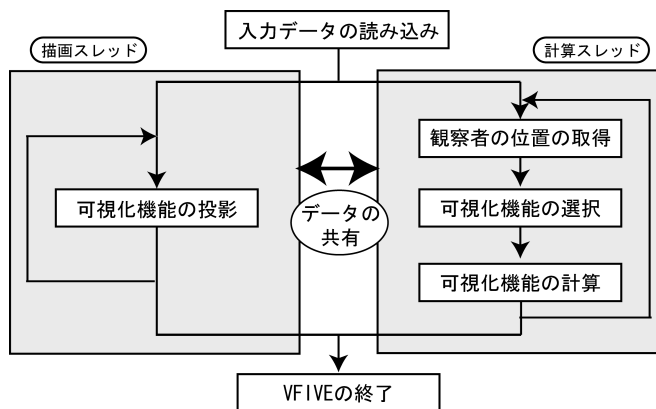 入力データの読み込み
描画スレッド
計算スレッド
観察者の位置の取得
可視化機能の投影
データの
共有
可視化機能の選択
可視化機能の計算
VFIVEの終了